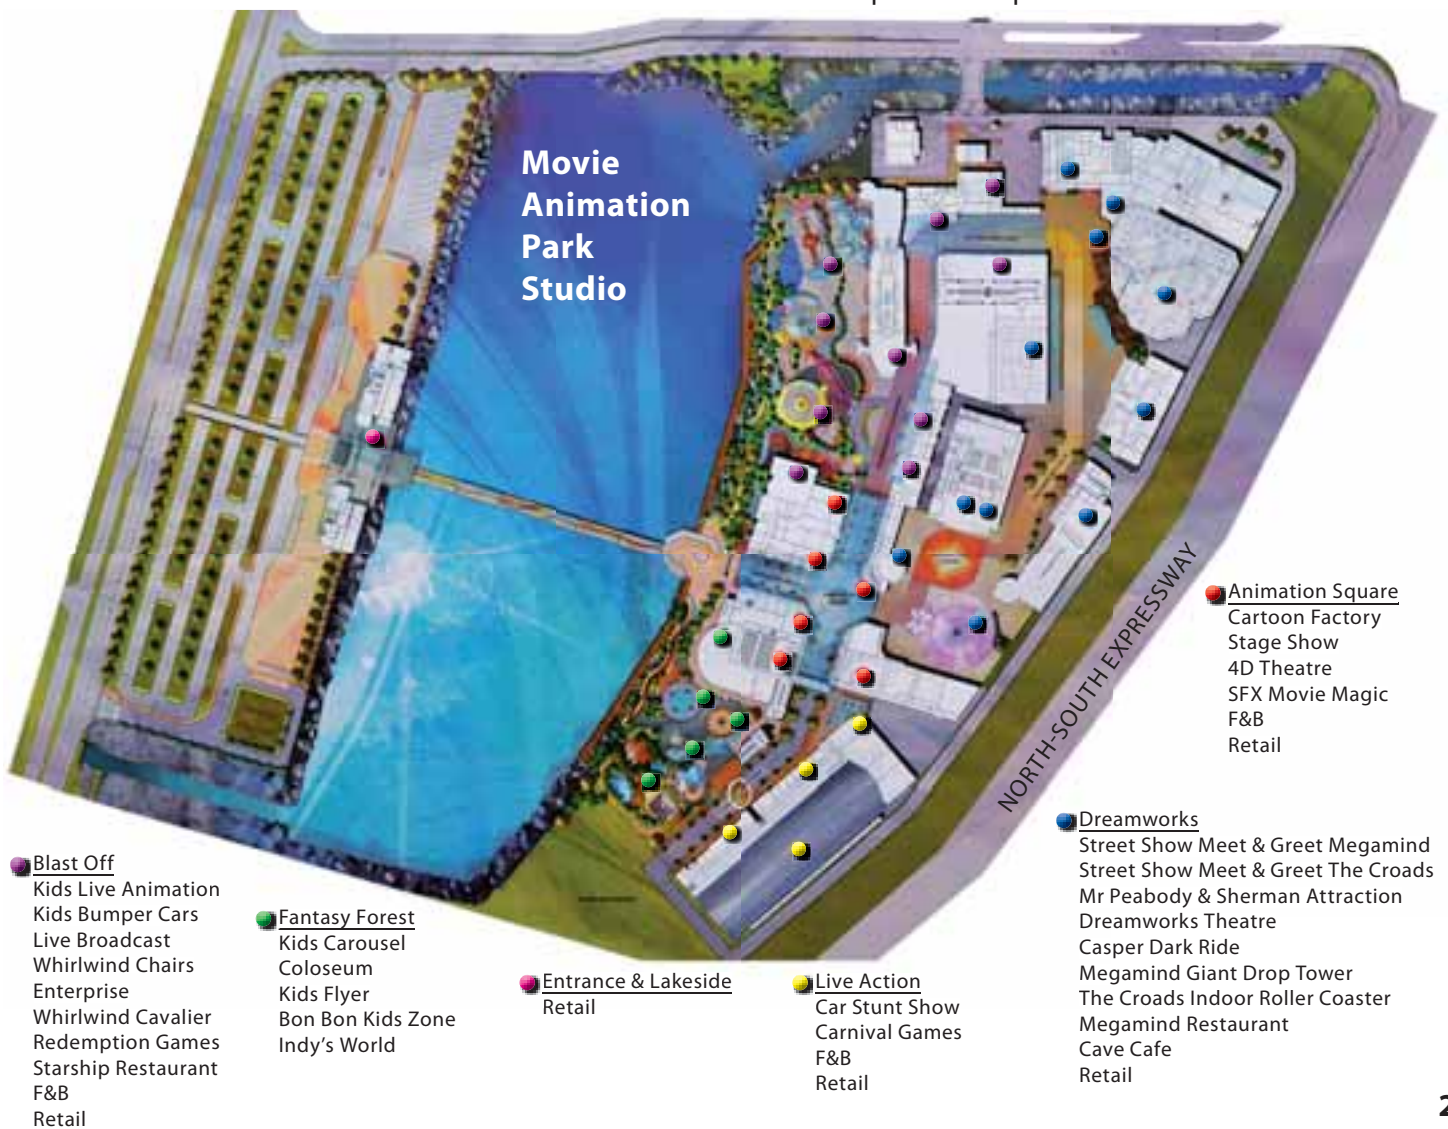 Movie
Animation
Park
Studio
NORTH-SOUTH EXPRESSWAY
Animation Square
Cartoon Factory
Stage Show
4D Theatre
SFX Movie Magic
F&B
Retail
Dreamworks
Street Show Meet & Greet Megamind
Street Show Meet & Greet The Croads
Mr Peabody & Sherman Attraction
Dreamworks Theatre
Casper Dark Ride
Megamind Giant Drop Tower
The Croads Indoor Roller Coaster
Megamind Restaurant
Cave Cafe
Retail
Blast Off
Kids Live Animation
Kids Bumper Cars
Live Broadcast
Whirlwind Chairs
Enterprise
Whirlwind Cavalier
Redemption Games
Starship Restaurant
F&B
Retail
Fantasy Forest
Kids Carousel
Coloseum
Kids Flyer
Bon Bon Kids Zone
Indy's World
Entrance & Lakeside
Retail
Live Action
Car Stunt Show
Carnival Games
F&B
Retail